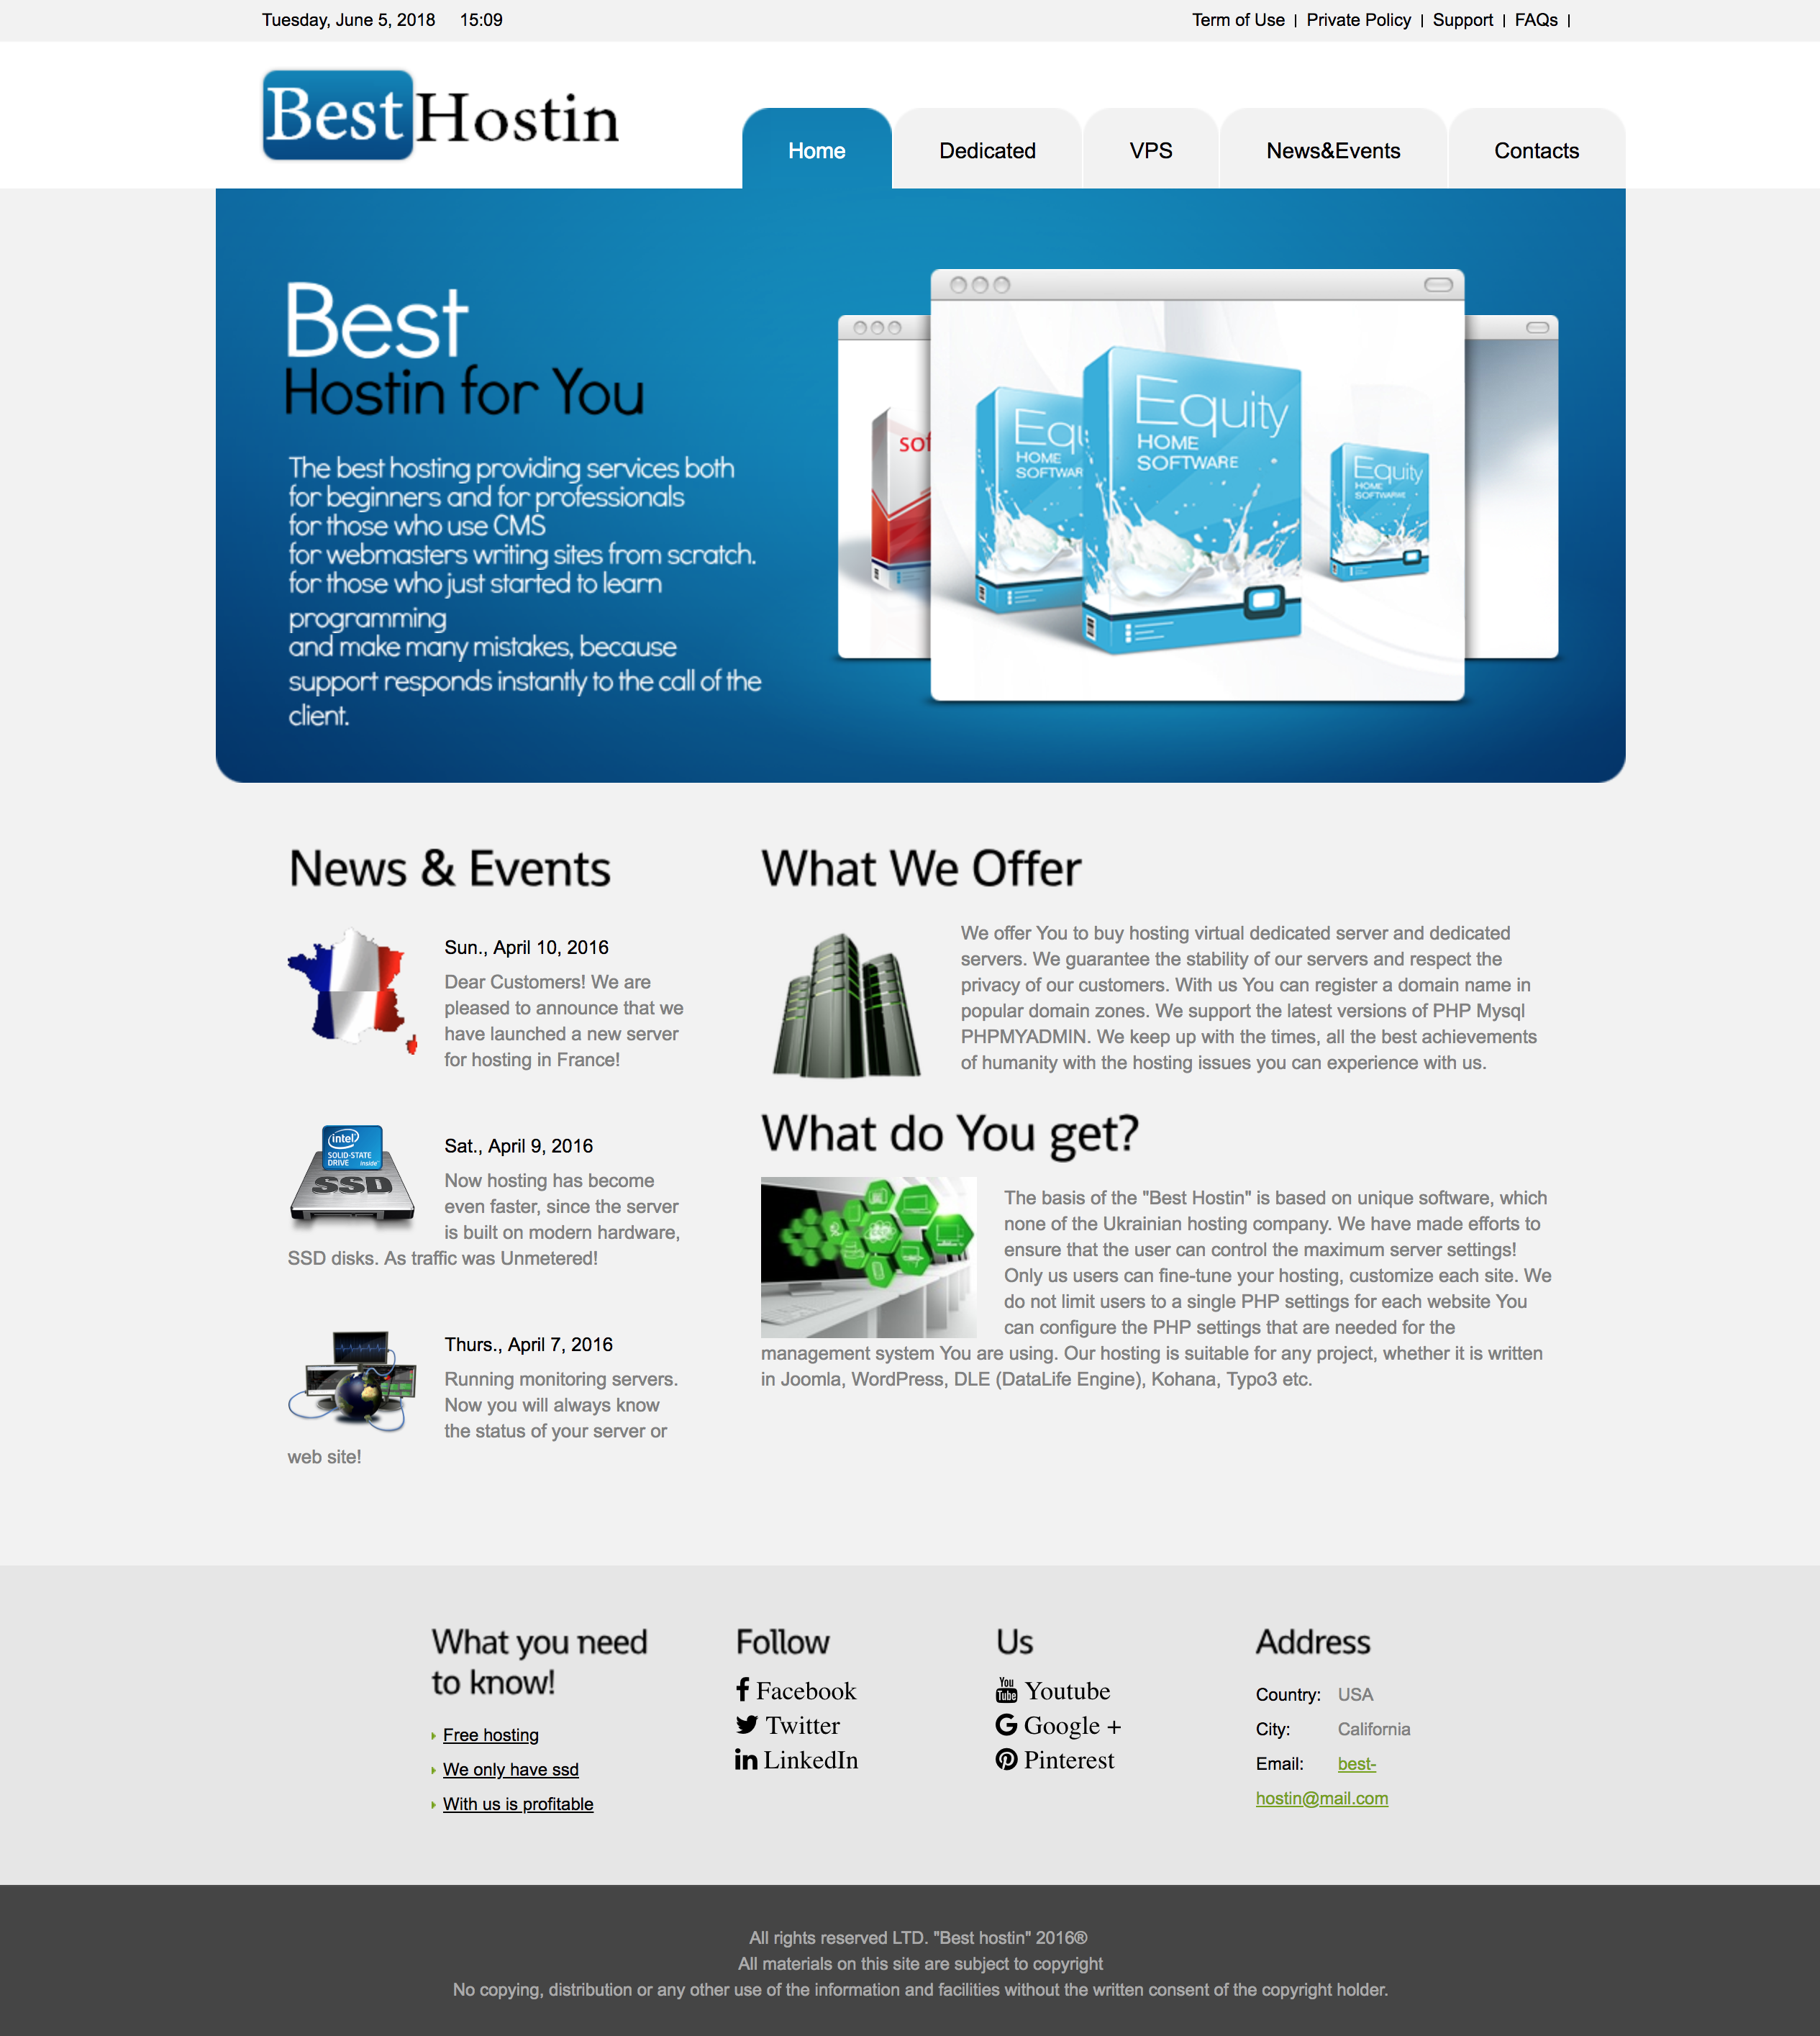 Tuesday, June 5, 2018 15:09
Term of Use | Private Policy | Support | FAQs |
Best Hostin
Home
Dedicated
VPS
News&Events
Contacts
Best
Hostin for You
The best hosting providing services both
for beginners and for professionals
for those who use CMS
for webmasters writing sites from scratch.
for those who just started to learn
programming
and make many mistakes, because
support responds instantly to the call of the
client.
Equity
HOME
SOFTWARE
Equity
HOME
SOFTWARE
News & Events
Sun., April 10, 2016
Dear Customers! We are
pleased to announce that we
have launched a new server
for hosting in France!
intel
SOLID-STATE
DRIVE inside
SSD
Sat., April 9, 2016
Now hosting has become
even faster, since the server
is built on modern hardware,
SSD disks. As traffic was Unmetered!
Thurs., April 7, 2016
Running monitoring servers.
Now you will always know
the status of your server or
web site!
What We Offer
We offer You to buy hosting virtual dedicated server and dedicated
servers. We guarantee the stability of our servers and respect the
privacy of our customers. With us You can register a domain name in
popular domain zones. We support the latest versions of PHP Mysql
PHPMYADMIN. We keep up with the times, all the best achievements
of humanity with the hosting issues you can experience with us.
What do You get?
The basis of the "Best Hostin" is based on unique software, which
none of the Ukrainian hosting company. We have made efforts to
ensure that the user can control the maximum server settings!
Only us users can fine-tune your hosting, customize each site. We
do not limit users to a single PHP settings for each website You
can configure the PHP settings that are needed for the
management system You are using. Our hosting is suitable for any project, whether it is written
in Joomla, WordPress, DLE (DataLife Engine), Kohana, Typo3 etc.
What you need
to know!
Free hosting
We only have ssd
With us is profitable
Follow
Facebook
Twitter
LinkedIn
Us
You Tube Youtube
Google +
Pinterest
Address
Country: USA
City: California
Email: best-
hostin@mail.com
All rights reserved LTD. "Best hostin" 2016®
All materials on this site are subject to copyright
No copying, distribution or any other use of the information and facilities without the written consent of the copyright holder.